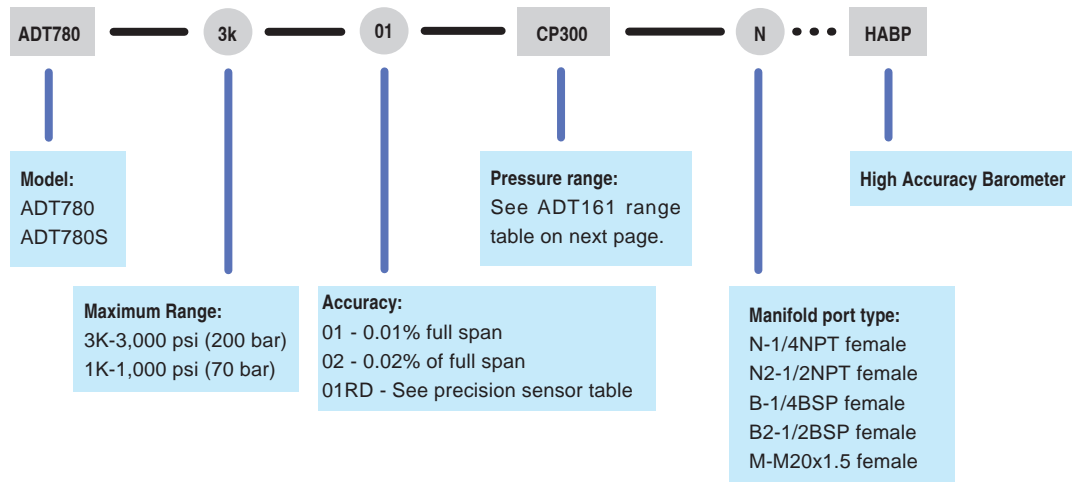 ADT780 3k 01 CP300 N HABP
Model:
ADT780
ADT780S
Maximum Range:
3K-3,000 psi (200 bar)
1K-1,000 psi (70 bar)
Accuracy:
01 - 0.01% full span
02 - 0.02% of full span
01RD - See precision sensor table
Pressure range:
See ADT161 range
table on next page.
Manifold port type:
N-1/4NPT female
N2-1/2NPT female
B-1/4BSP female
B2-1/2BSP female
M-M20x1.5 female
High Accuracy Barometer